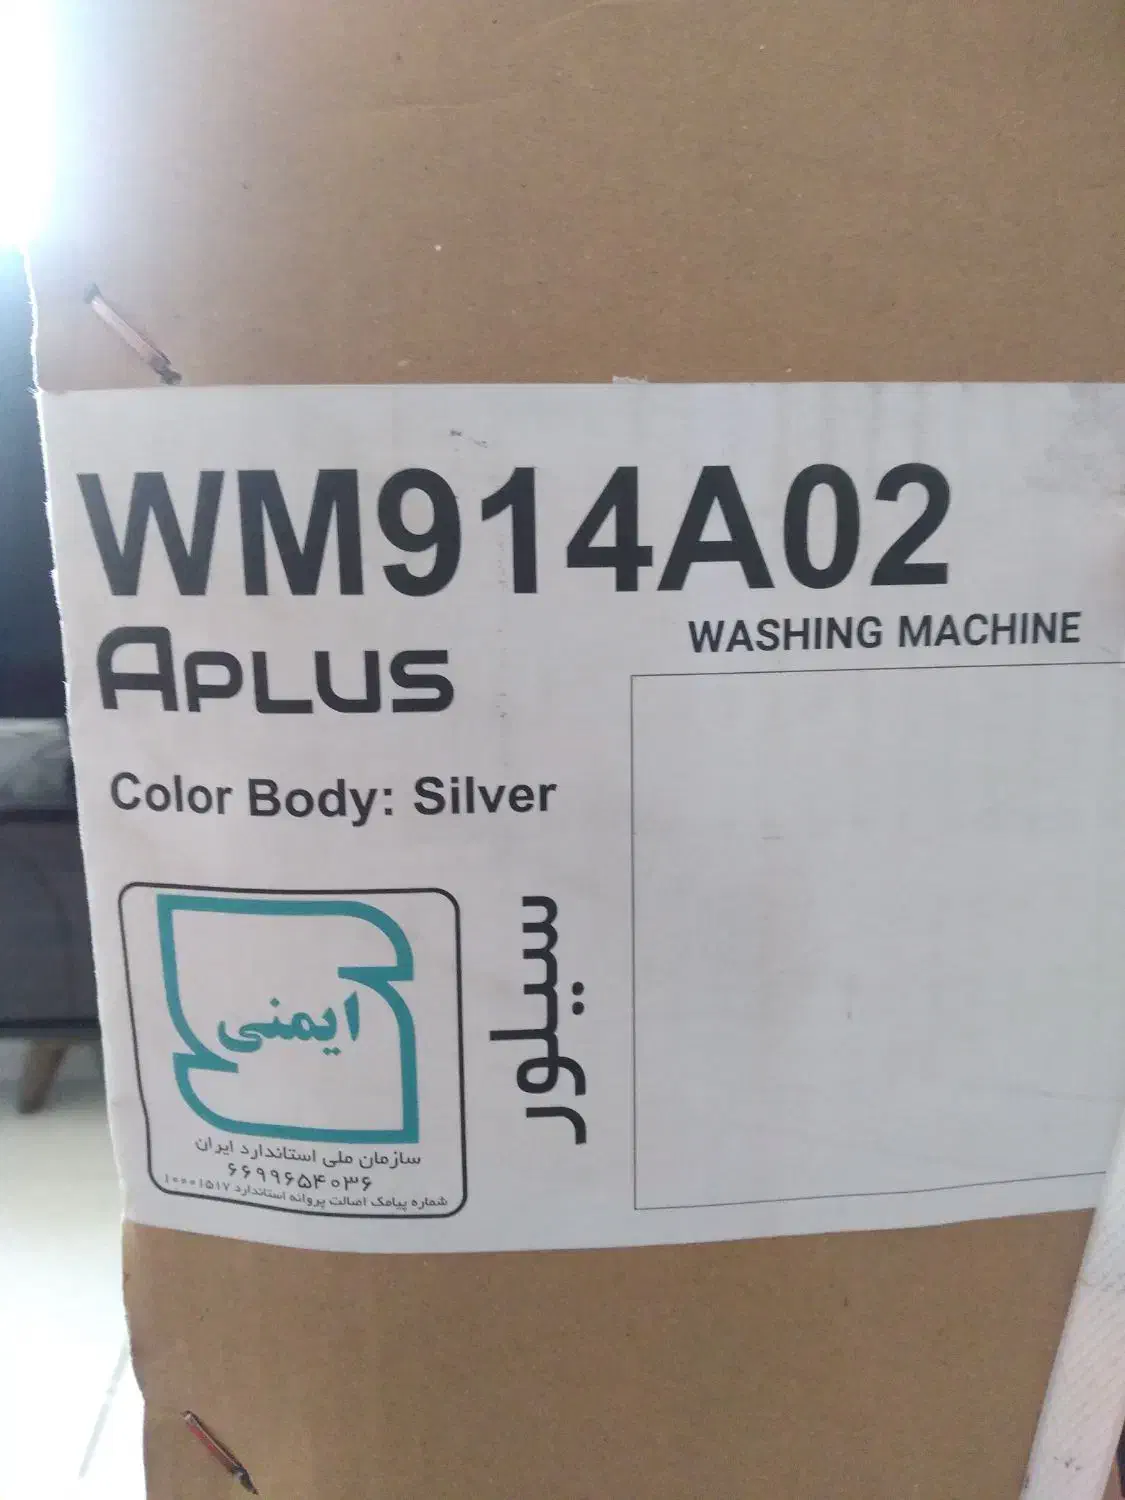 WM914A02
APLUS
WASHING MACHINE
Color Body: Silver
سیلور
ایمنی
سازمان ملی استاندارد ایران
۶۶۹۹۶۵۴۰۳۶
شماره پیامک اصالت پروانه استاندارد ۱۰۰۰۱۵۱۷